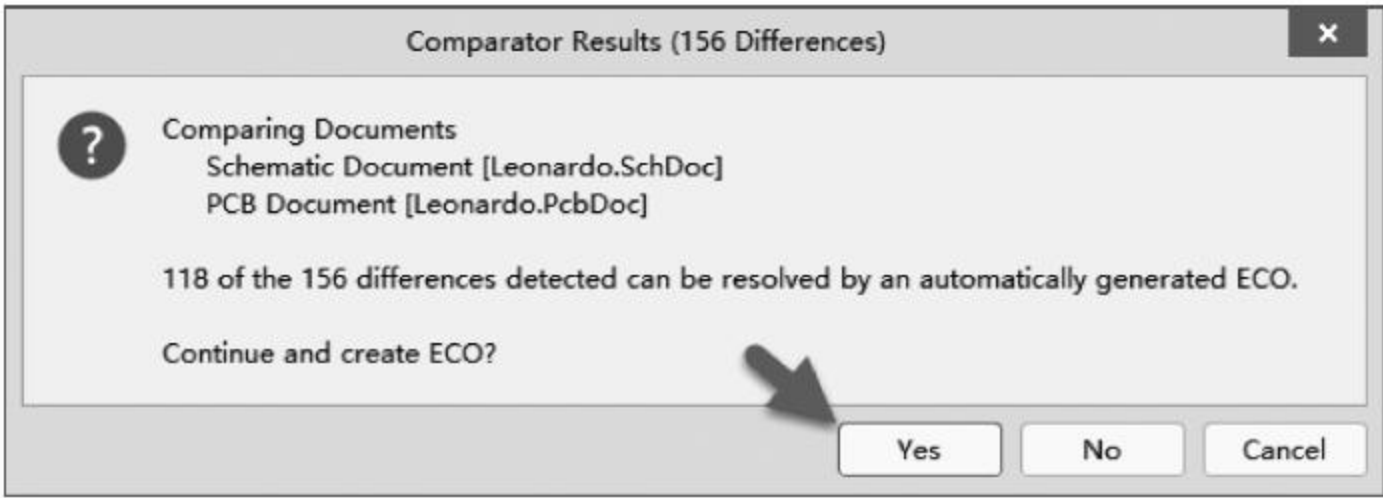 Comparator Results (156 Differences)
×
?
Comparing Documents
Schematic Document [Leonardo.SchDoc]
PCB Document [Leonardo.PcbDoc]
118 of the 156 differences detected can be resolved by an automatically generated ECO.
Continue and create ECO?
Yes No Cancel